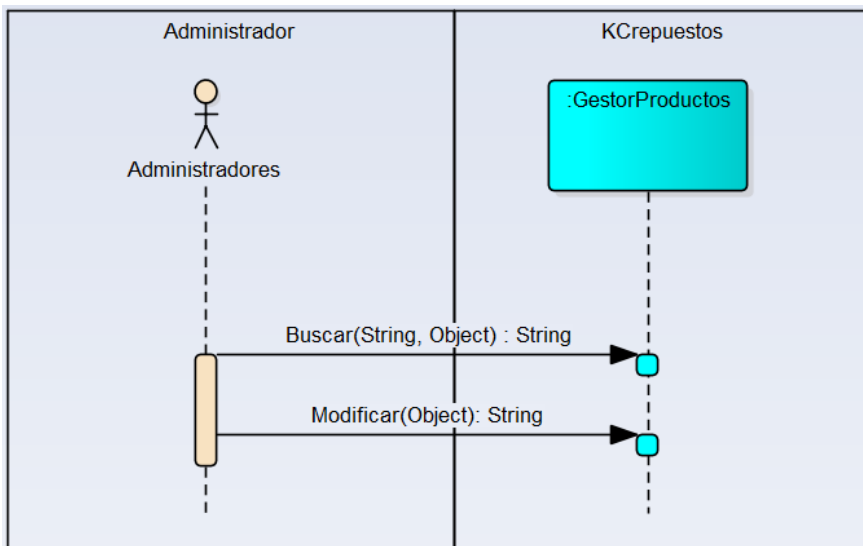 Administrador
KCrepuestos
:GestorProductos
Administradores
Buscar(String, Object) : String
Modificar(Object): String